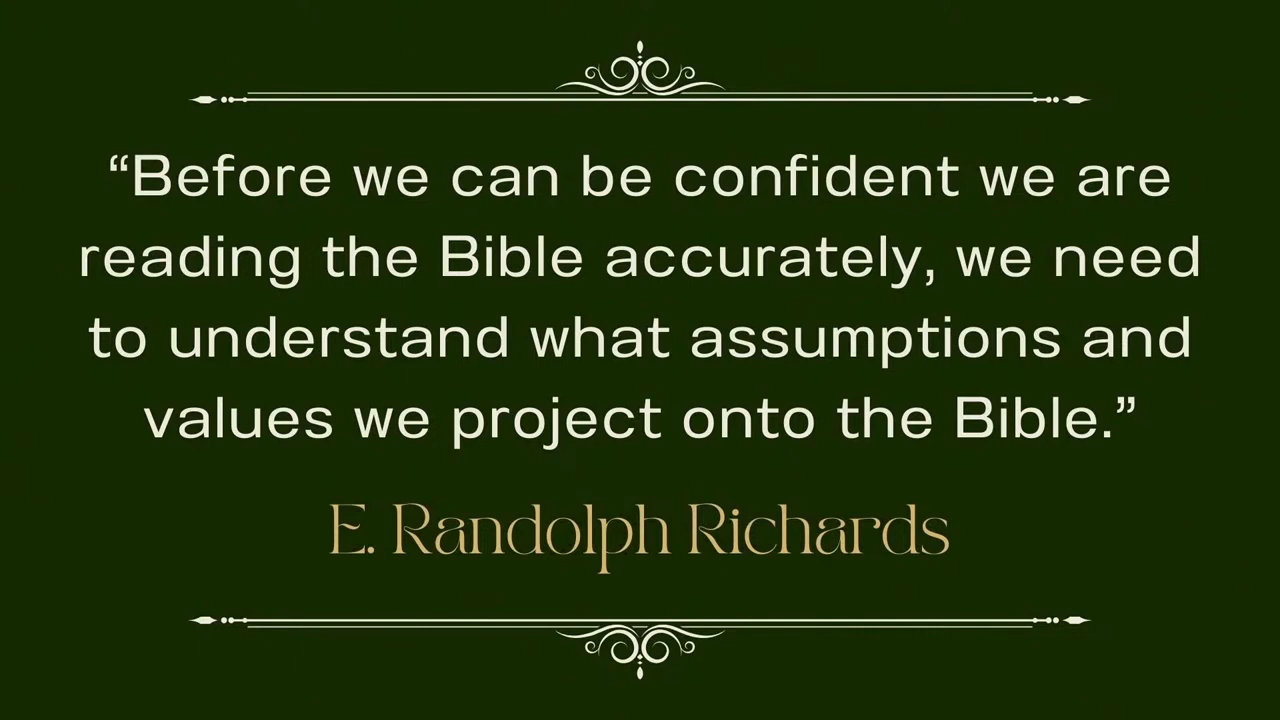 “Before we can be confident we are
reading the Bible accurately, we need
to understand what assumptions and
values we project onto the Bible.”
E. Randolph Richards